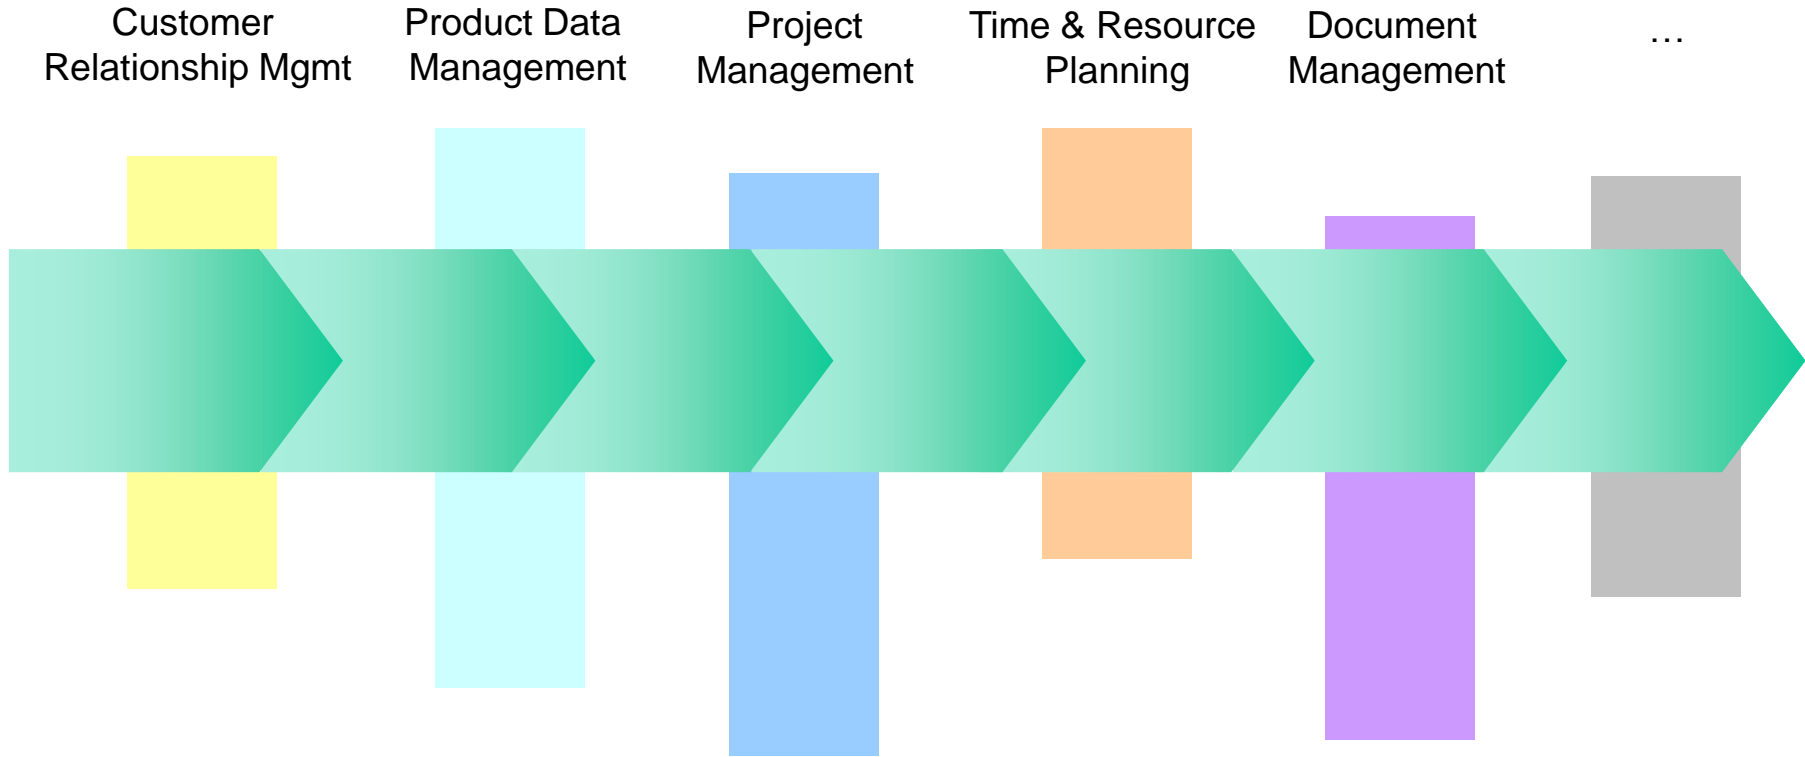 Customer
Relationship Mgmt
Product Data
Management
Project
Management
Time & Resource
Planning
Document
Management
…